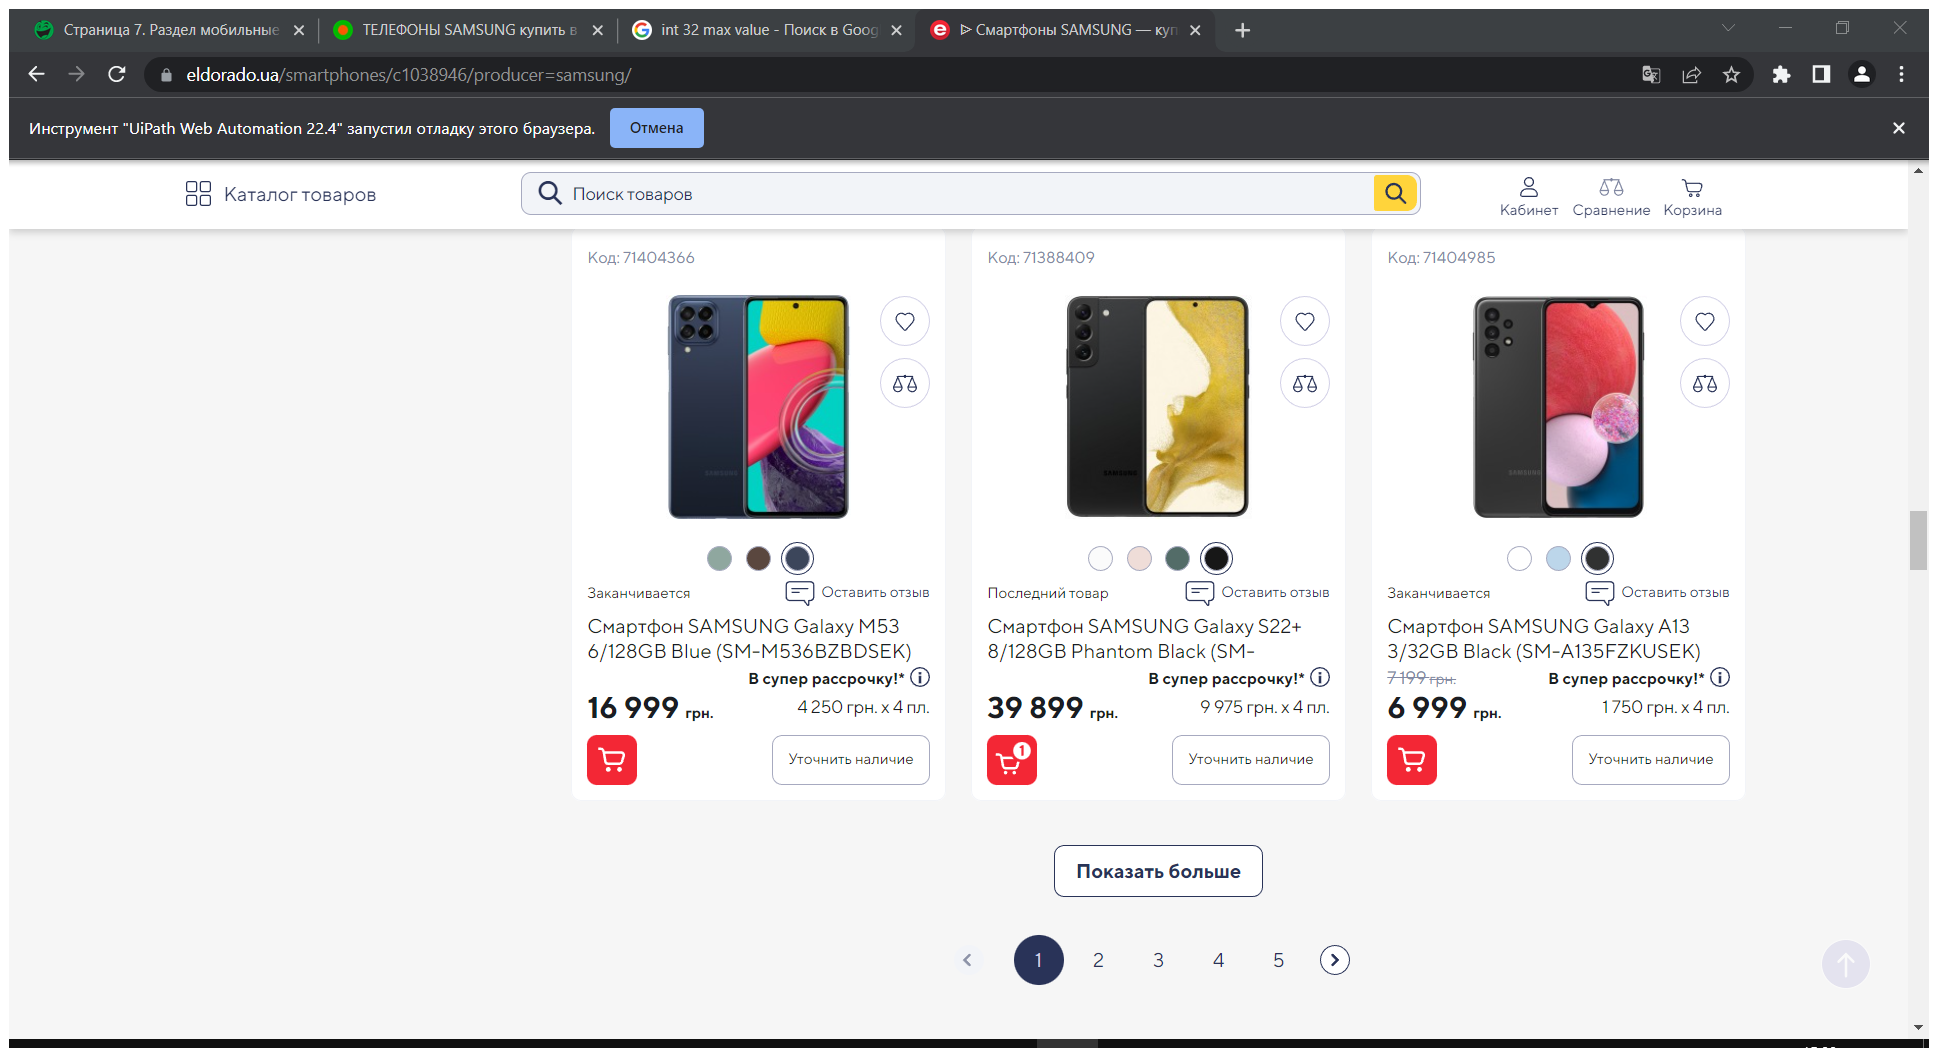 Страница 7. Раздел мобильные
ТЕЛЕФОНЫ SAMSUNG купить в
int 32 max value - Поиск в Goog
ᐈ Смартфоны SAMSUNG — куп
eldorado.ua/smartphones/c1038946/producer=samsung/
Инструмент "UiPath Web Automation 22.4" запустил отладку этого браузера.
Отмена
Каталог товаров
Поиск товаров
Кабинет
Сравнение
Корзина
Код: 71404366
Код: 71388409
Код: 71404985
SAMSUNG
SAMSUNG
SAMSUNG
Заканчивается
Оставить отзыв
Последний товар
Оставить отзыв
Заканчивается
Оставить отзыв
Смартфон SAMSUNG Galaxy M53
6/128GB Blue (SM-M536BZBDSEK)
Смартфон SAMSUNG Galaxy S22+
8/128GB Phantom Black (SM-
Смартфон SAMSUNG Galaxy A13
3/32GB Black (SM-A135FZKUSEK)
В супер рассрочку!*
В супер рассрочку!*
7 199 грн.
В супер рассрочку!*
16 999 грн.
4 250 грн. x 4 пл.
39 899 грн.
9 975 грн. x 4 пл.
6 999 грн.
1 750 грн. x 4 пл.
Уточнить наличие
1
Уточнить наличие
Уточнить наличие
Показать больше
1 2 3 4 5